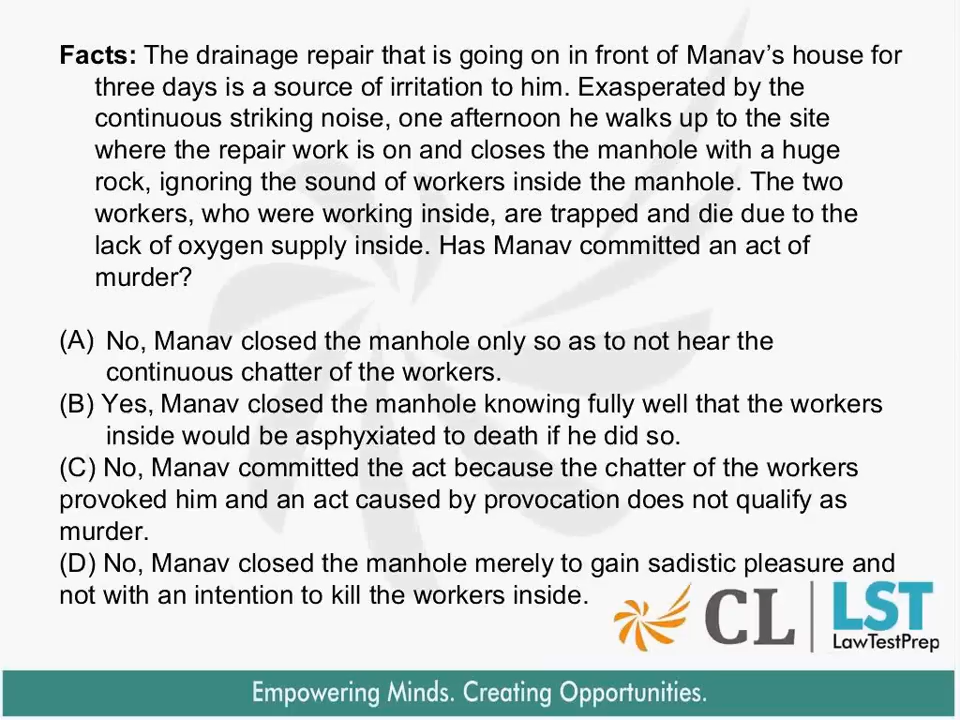 Facts: The drainage repair that is going on in front of Manav's house for
three days is a source of irritation to him. Exasperated by the
continuous striking noise, one afternoon he walks up to the site
where the repair work is on and closes the manhole with a huge
rock, ignoring the sound of workers inside the manhole. The two
workers, who were working inside, are trapped and die due to the
lack of oxygen supply inside. Has Manav committed an act of
murder?
(A) No, Manav closed the manhole only so as to not hear the
continuous chatter of the workers.
(B) Yes, Manav closed the manhole knowing fully well that the workers
inside would be asphyxiated to death if he did so.
(C) No, Manav committed the act because the chatter of the workers
provoked him and an act caused by provocation does not qualify as
murder.
(D) No, Manav closed the manhole merely to gain sadistic pleasure and
not with an intention to kill the workers inside.
CL LST
LawTestPrep
Empowering Minds. Creating Opportunities.